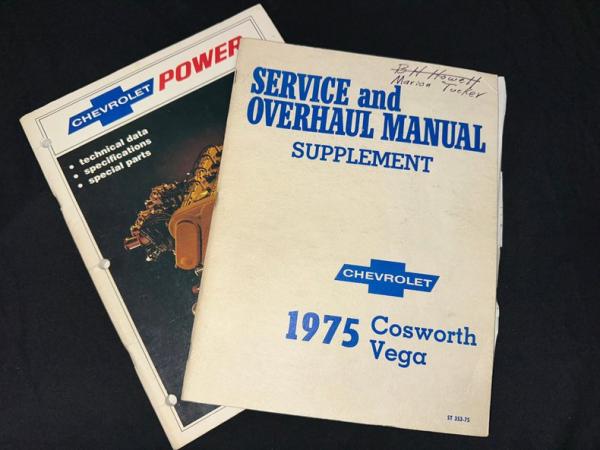 CHEVROLET POWER
• technical data
• specifications
• special parts
BH Howett
Marion Tucker
SERVICE and
OVERHAUL MANUAL
SUPPLEMENT
CHEVROLET
1975 Cosworth
Vega
ST 353-75